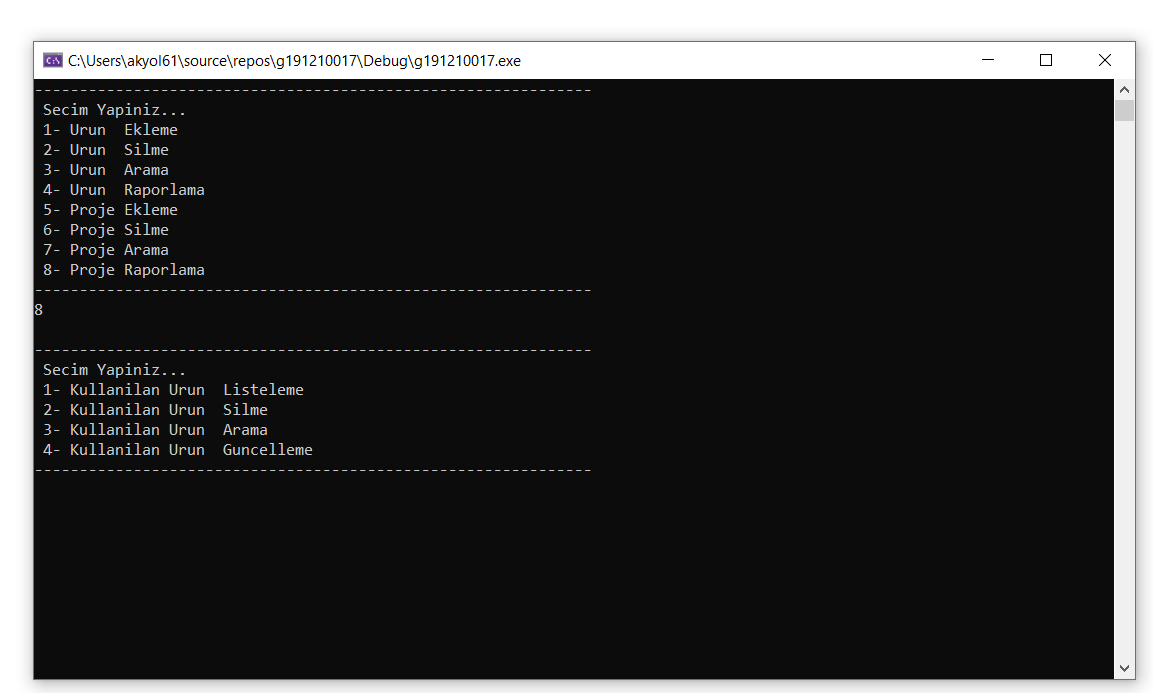 C:\Users\akyol61\source\repos\g191210017\Debug\g191210017.exe
--------------------------------------------------------------
Secim Yapiniz...
1- Urun  Ekleme
2- Urun  Silme
3- Urun  Arama
4- Urun  Raporlama
5- Proje Ekleme
6- Proje Silme
7- Proje Arama
8- Proje Raporlama
--------------------------------------------------------------
8
--------------------------------------------------------------
Secim Yapiniz...
1- Kullanilan Urun  Listeleme
2- Kullanilan Urun  Silme
3- Kullanilan Urun  Arama
4- Kullanilan Urun  Guncelleme
--------------------------------------------------------------